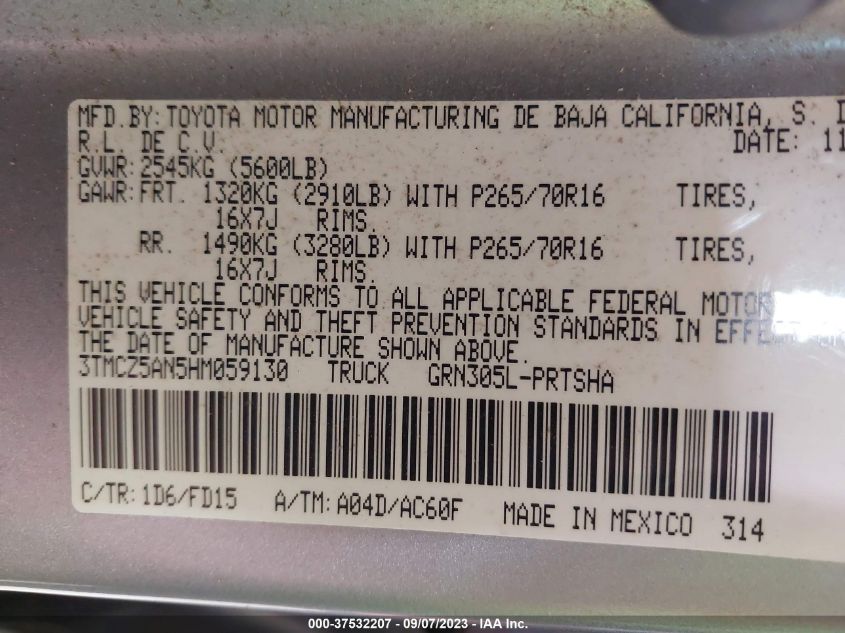 MFD.BY:TOYOTA MOTOR MANUFACTURING DE BAJA CALIFORNIA, S. D
R.L. DE C.V. DATE: 11
GVWR:2545KG (5600LB)
GAWR:FRT. 1320KG (2910LB) WITH P265/70R16 TIRES,
16X7J RIMS.
RR. 1490KG (3280LB) WITH P265/70R16 TIRES,
16X7J RIMS.
THIS VEHICLE CONFORMS TO ALL APPLICABLE FEDERAL MOTOR
VEHICLE SAFETY AND THEFT PREVENTION STANDARDS IN EFFECT
THE DATE OF MANUFACTURE SHOWN ABOVE.
3TMCZ5AN5HM059130 TRUCK GRN305L-PRTSHA
C/TR:1D6/FD15 A/TM:A04D/AC60F MADE IN MEXICO 314
000-37532207 - 09/07/2023 - Copyright © 2023 IAA, Inc.